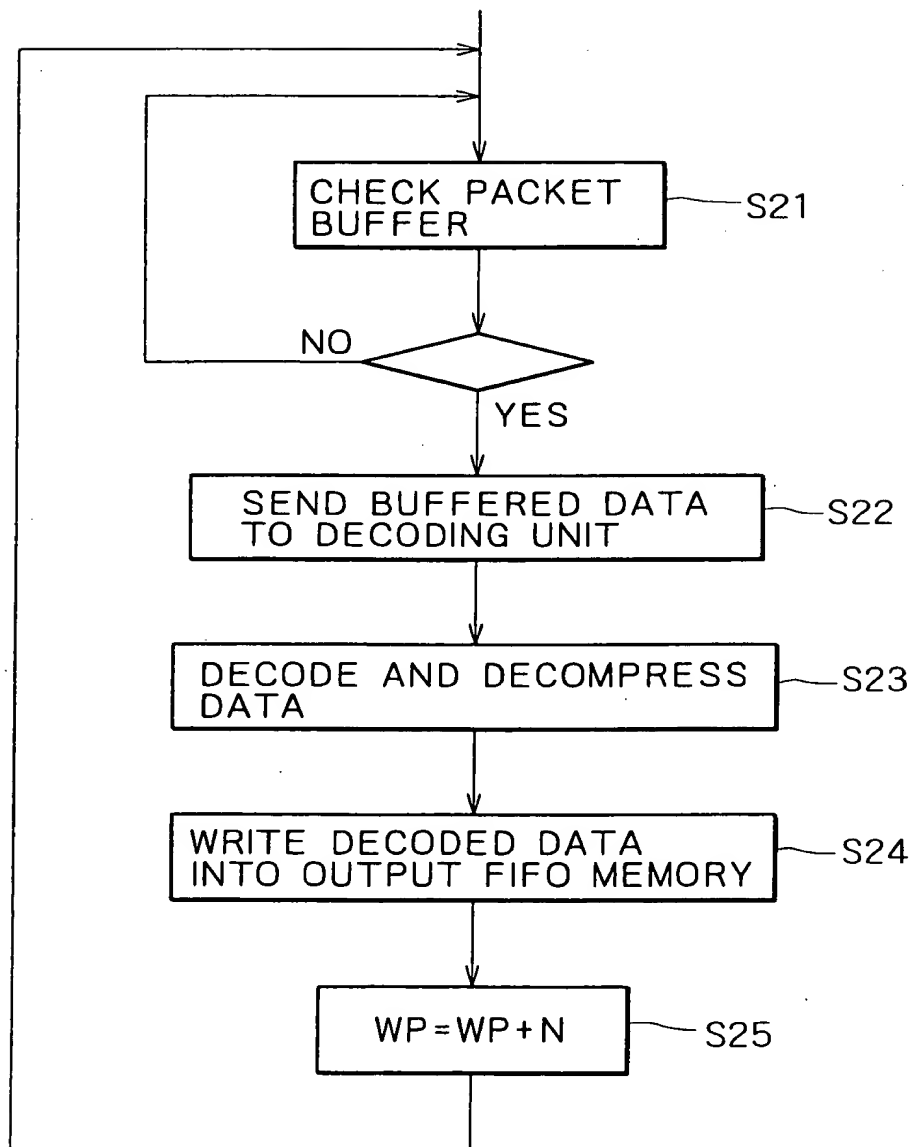 CHECK PACKET
BUFFER
S21
NO
YES
SEND BUFFERED DATA
TO DECODING UNIT
S22
DECODE AND DECOMPRESS
DATA
S23
WRITE DECODED DATA
INTO OUTPUT FIFO MEMORY
S24
WP=WP+N
S25